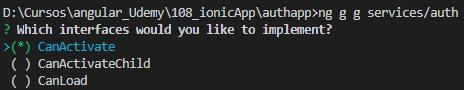 D:\Cursos\angular_Udemy\108_ionicApp\authapp>ng g g services/auth
? Which interfaces would you like to implement?
>(*) CanActivate
( ) CanActivateChild
( ) CanLoad